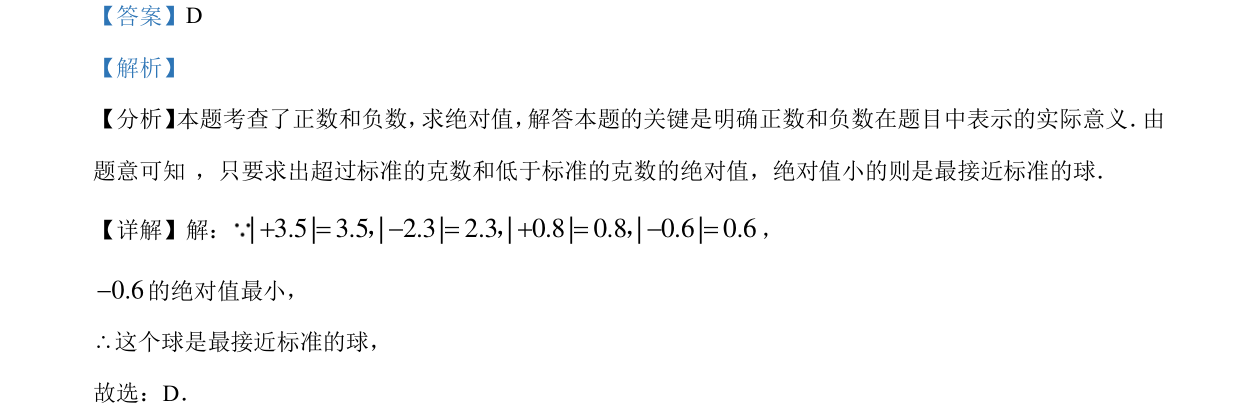 【答案】D
【解析】
【分析】本题考查了正数和负数,求绝对值,解答本题的关键是明确正数和负数在题目中表示的实际意义.由
题意可知 ，只要求出超过标准的克数和低于标准的克数的绝对值，绝对值小的则是最接近标准的球.
【详解】解：∵|+3.5|=3.5,|−2.3|=2.3,|+0.8|=0.8,|−0.6|=0.6，
−0.6的绝对值最小，
∴这个球是最接近标准的球，
故选：D.